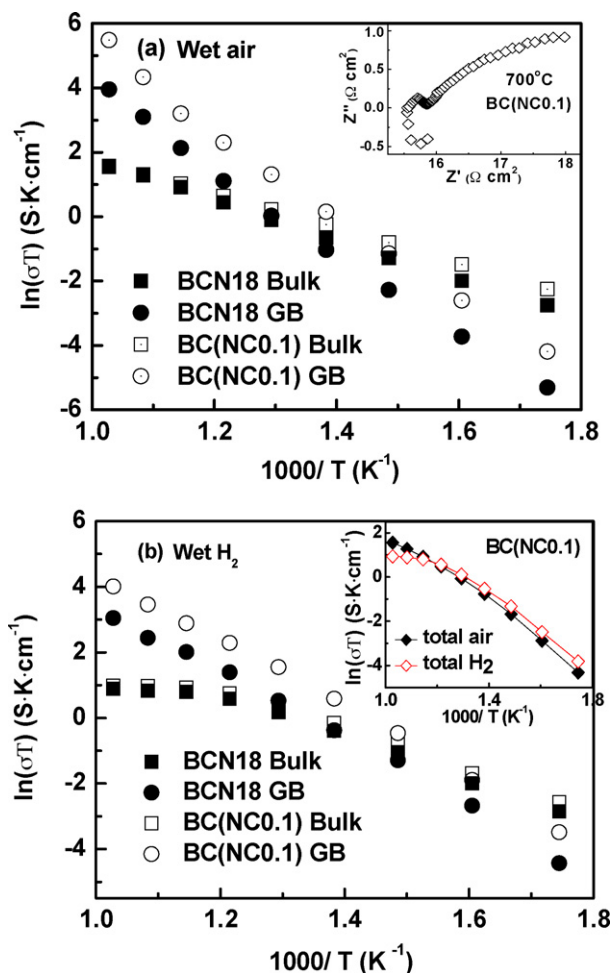 (a) Wet air
ln(σT) (S·K·cm⁻¹)
6
4
2
0
-2
-4
-6
1.0 1.2 1.4 1.6 1.8
1000/ T (K⁻¹)
BCN18 Bulk
BCN18 GB
BC(NC0.1) Bulk
BC(NC0.1) GB
Z'' (Ω cm²)
1.0
0.5
0.0
-0.5
16 17 18
Z' (Ω cm²)
700°C
BC(NC0.1)
(b) Wet H₂
ln(σT) (S·K·cm⁻¹)
6
4
2
0
-2
-4
1.0 1.2 1.4 1.6 1.8
1000/ T (K⁻¹)
BCN18 Bulk
BCN18 GB
BC(NC0.1) Bulk
BC(NC0.1) GB
ln(σT) (S·K·cm⁻¹)
2
0
-2
-4
1.0 1.2 1.4 1.6 1.8
1000/ T (K⁻¹)
BC(NC0.1)
total air
total H₂